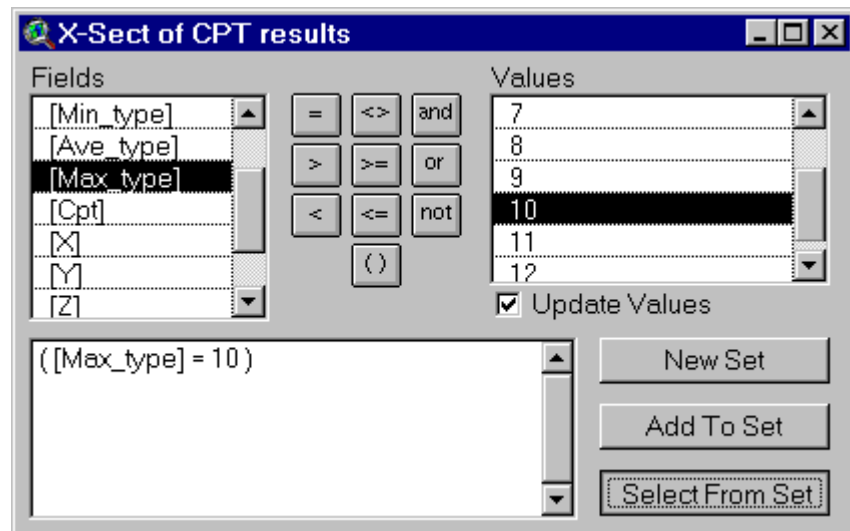 X-Sect of CPT results
Fields
Values
[Min_type]
[Ave_type]
[Max_type]
[Cpt]
[X]
[Y]
[Z]
= <> and
> >= or
< <= not
( )
7
8
9
10
11
12
Update Values
( [Max_type] = 10 )
New Set
Add To Set
Select From Set